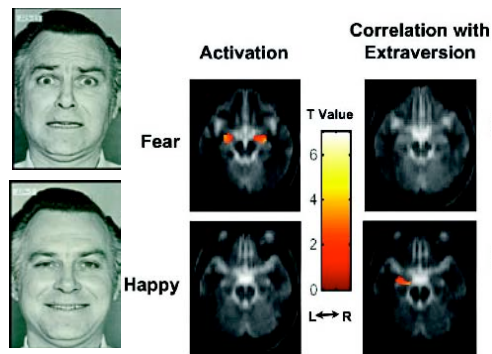 Activation
Correlation with
Extraversion
T Value
Fear
6
4
2
0
Happy
L↔R